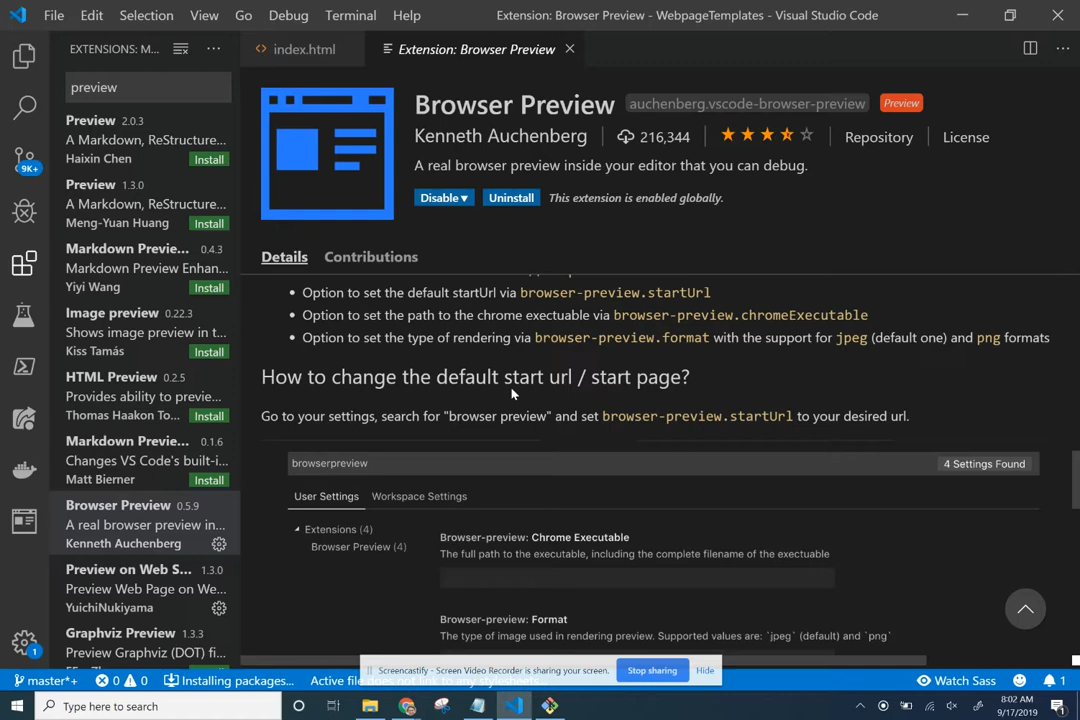 File Edit Selection View Go Debug Terminal Help Extension: Browser Preview - WebpageTemplates - Visual Studio Code
EXTENSIONS: M...
index.html Extension: Browser Preview
preview
Preview 2.0.3
A Markdown, ReStructure...
Haixin Chen Install
Preview 1.3.0
A Markdown, ReStructure...
Meng-Yuan Huang Install
Markdown Previe... 0.4.3
Markdown Preview Enhan...
Yiyi Wang Install
Image preview 0.22.3
Shows image preview in t...
Kiss Tamás Install
HTML Preview 0.2.5
Provides ability to previe...
Thomas Haakon To... Install
Markdown Previe... 0.1.6
Changes VS Code's built-i...
Matt Bierner Install
Browser Preview 0.5.9
A real browser preview in...
Kenneth Auchenberg
Preview on Web S... 1.3.0
Preview Web Page on We...
YuichiNukiyama
Graphviz Preview 1.3.3
Preview Graphviz (DOT) fi...
9K+
1
Browser Preview auchenberg.vscode-browser-preview Preview
Kenneth Auchenberg 216,344 Repository License
A real browser preview inside your editor that you can debug.
Disable Uninstall This extension is enabled globally.
Details Contributions
• Option to set the default startUrl via browser-preview.startUrl
• Option to set the path to the chrome exectuable via browser-preview.chromeExecutable
• Option to set the type of rendering via browser-preview.format with the support for jpeg (default one) and png formats
How to change the default start url / start page?
Go to your settings, search for "browser preview" and set browser-preview.startUrl to your desired url.
browserpreview 4 Settings Found
User Settings Workspace Settings
Extensions (4)
Browser Preview (4)
Browser-preview: Chrome Executable
The full path to the executable, including the complete filename of the exectuable
Browser-preview: Format
The type of image used in rendering preview. Supported values are: `jpeg` (default) and `png`
Screencastify - Screen Video Recorder is sharing your screen. Stop sharing Hide
master*+ 0 0 Installing packages... Active file does not link to any stylesheets. Watch Sass 1
Type here to search
8:02 AM
9/17/2019
1